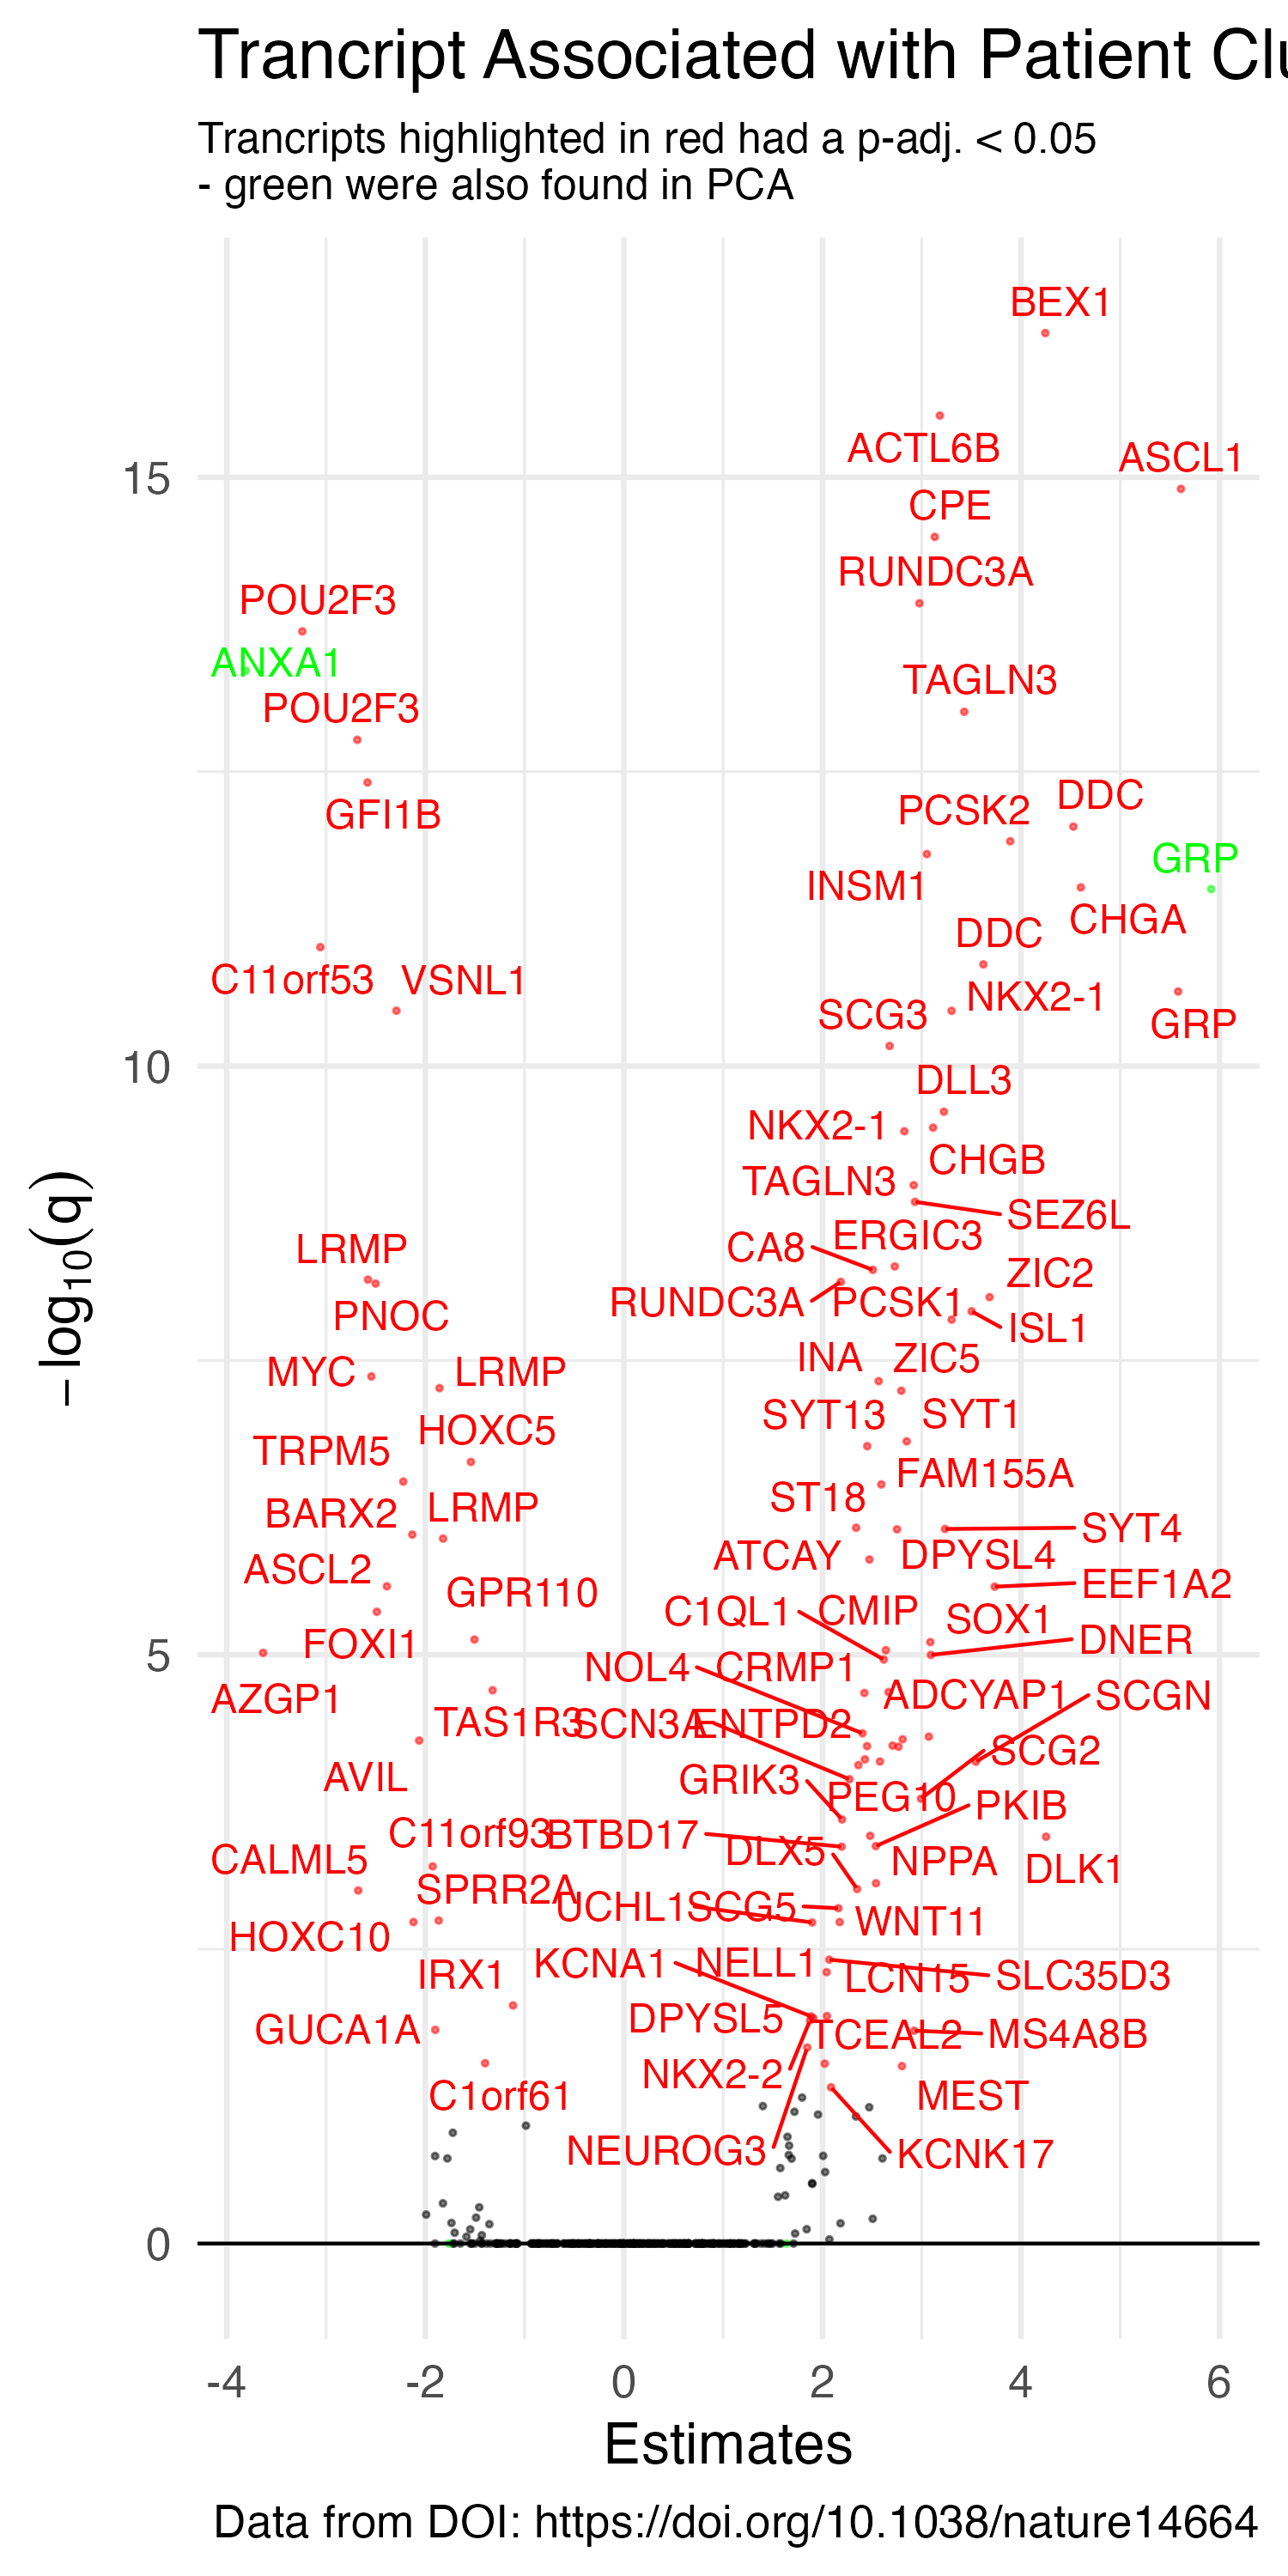 Trancript Associated with Patient Clu
Trancripts highlighted in red had a p-adj. < 0.05
- green were also found in PCA
BEX1
ACTL6B
ASCL1
15
CPE
RUNDC3A
POU2F3
ANXA1
TAGLN3
POU2F3
DDC
PCSK2
GFI1B
GRP
INSM1
CHGA
DDC
C11orf53
VSNL1
NKX2-1
SCG3
GRP
10
DLL3
NKX2-1
CHGB
TAGLN3
SEZ6L
ERGIC3
CA8
LRMP
ZIC2
RUNDC3A
PCSK1
PNOC
ISL1
INA
ZIC5
MYC
LRMP
SYT13
SYT1
HOXC5
TRPM5
FAM155A
ST18
LRMP
BARX2
SYT4
ATCAY
DPYSL4
ASCL2
EEF1A2
GPR110
C1QL1
CMIP
SOX1
FOXI1
DNER
5
NOL4
CRMP1
AZGP1
ADCYAP1
SCGN
TAS1R3
SCN3A
ENTPD2
SCG2
AVIL
GRIK3
PEG10
PKIB
C11orf93
BTBD17
DLX5
CALML5
NPPA
DLK1
SPRR2A
UCHL1
SCG5
WNT11
HOXC10
KCNA1
NELL1
IRX1
LCN15
SLC35D3
GUCA1A
DPYSL5
TCEAL2
MS4A8B
NKX2-2
C1orf61
MEST
NEUROG3
KCNK17
0
-4
-2
0
2
4
6
−log10(q)
Estimates
Data from DOI: https://doi.org/10.1038/nature14664